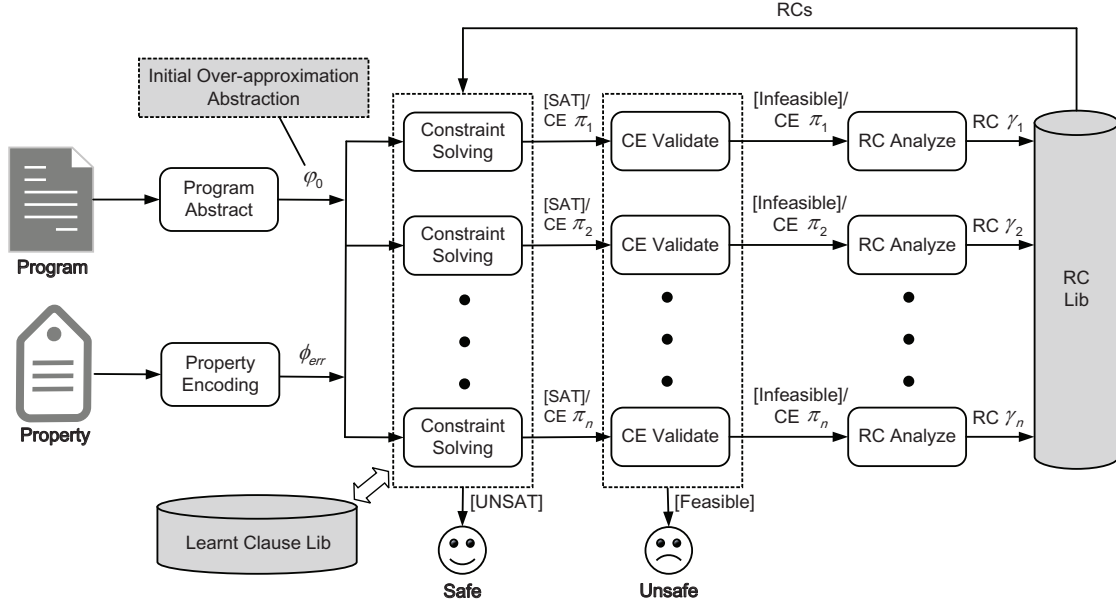 RCs
Initial Over-approximation
Abstraction
[SAT]/
CE π1
[Infeasible]/
CE π1
RC γ1
Constraint
Solving
CE Validate
RC Analyze
Program
Abstract
φ0
[SAT]/
CE π2
[Infeasible]/
CE π2
RC γ2
Constraint
Solving
CE Validate
RC Analyze
Program
RC
Lib
Property
Encoding
ϕerr
[SAT]/
CE πn
[Infeasible]/
CE πn
RC γn
Constraint
Solving
CE Validate
RC Analyze
Property
[UNSAT]
[Feasible]
Learnt Clause Lib
Safe
Unsafe